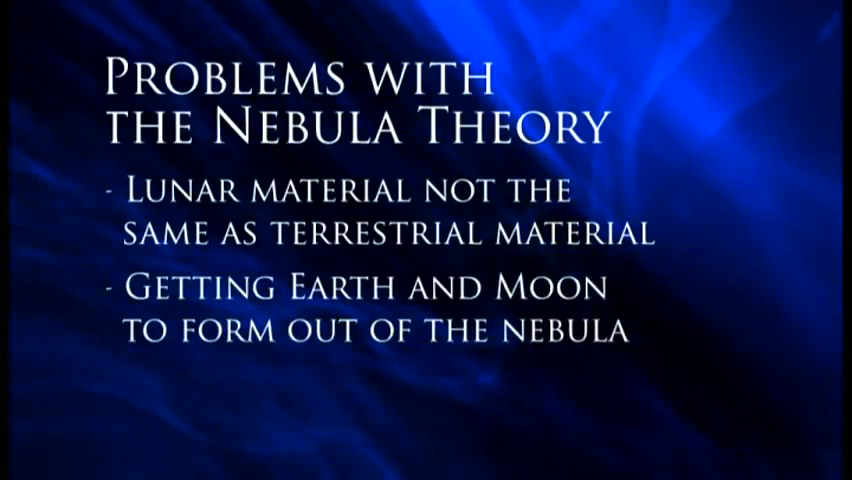 Problems with
the Nebula Theory
- Lunar material not the
same as terrestrial material
- Getting Earth and Moon
to form out of the nebula